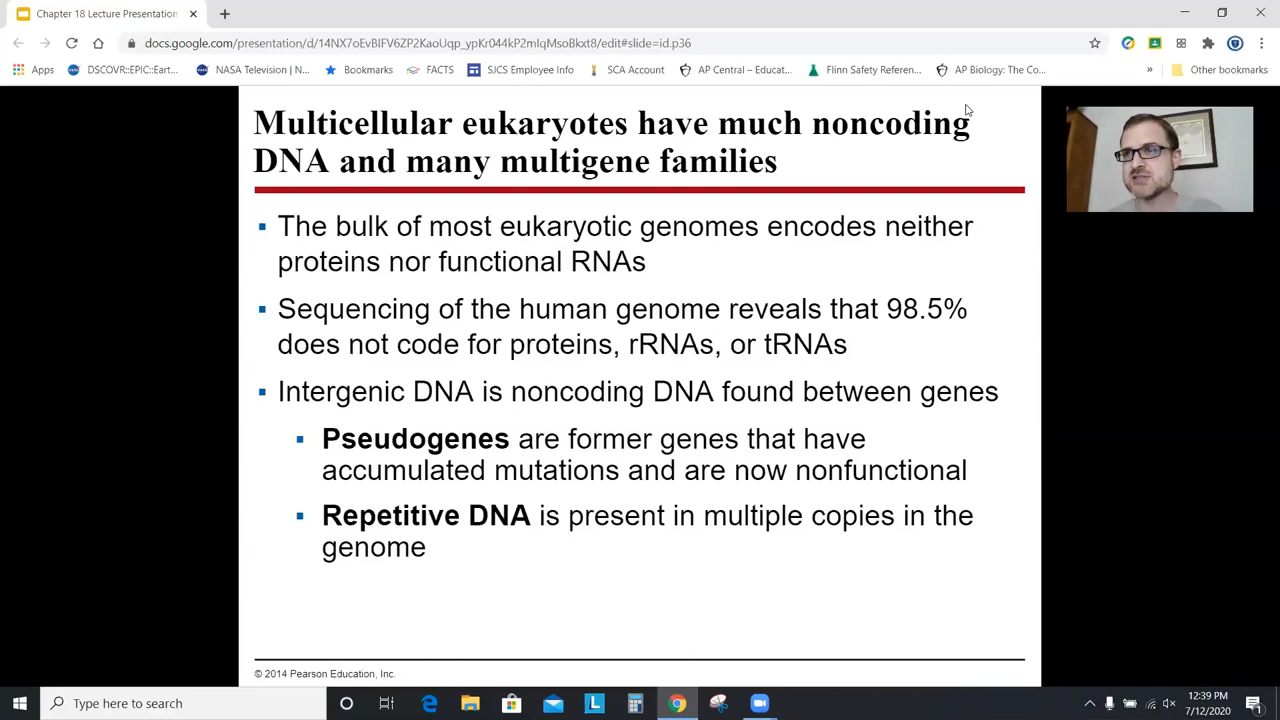 Chapter 18 Lecture Presentation
docs.google.com/presentation/d/14NX7oEvBIFV6ZP2KaoUqp_ypKr044kP2mIqMsoBkxt8/edit#slide=id.p36
Apps DSCOVR::EPIC::Eart... NASA Television | N... Bookmarks FACTS SJCS Employee Info SCA Account AP Central – Educat... Flinn Safety Referen... AP Biology: The Co... » Other bookmarks
Multicellular eukaryotes have much noncoding
DNA and many multigene families
▪ The bulk of most eukaryotic genomes encodes neither
proteins nor functional RNAs
▪ Sequencing of the human genome reveals that 98.5%
does not code for proteins, rRNAs, or tRNAs
▪ Intergenic DNA is noncoding DNA found between genes
▪ Pseudogenes are former genes that have
accumulated mutations and are now nonfunctional
▪ Repetitive DNA is present in multiple copies in the
genome
© 2014 Pearson Education, Inc.
Type here to search
12:39 PM
7/12/2020